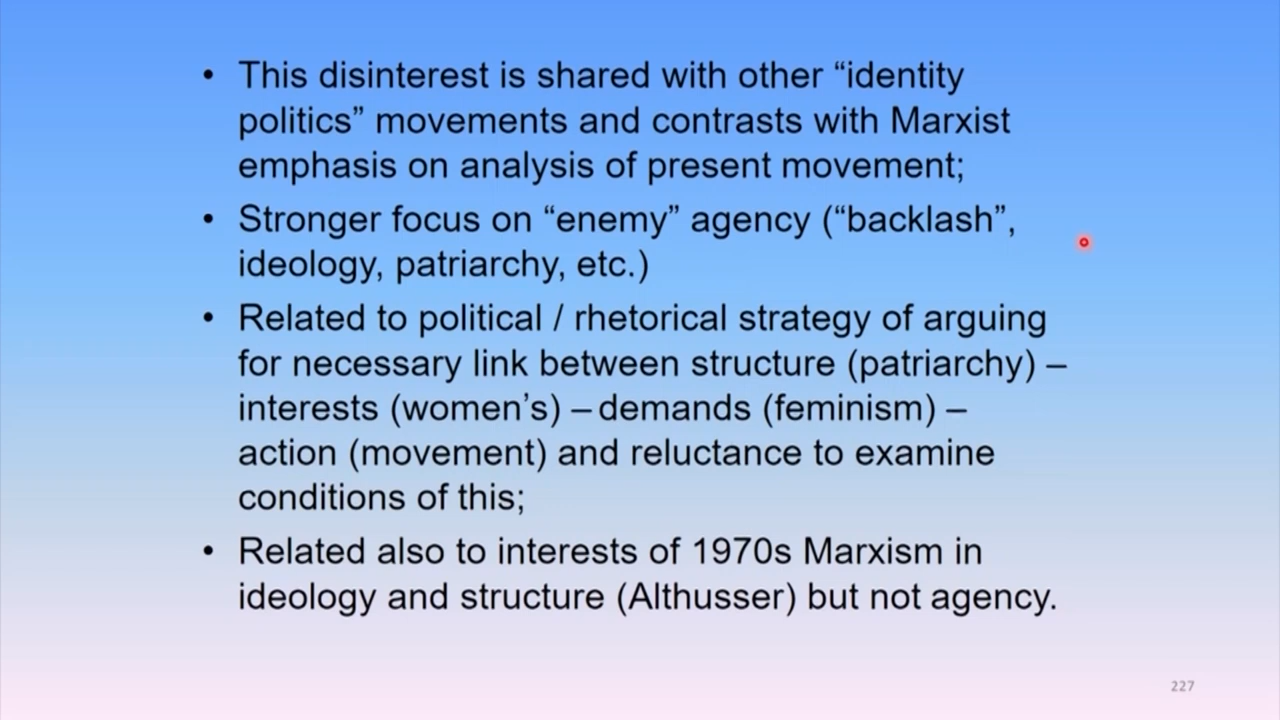 • This disinterest is shared with other “identity
politics” movements and contrasts with Marxist
emphasis on analysis of present movement;
• Stronger focus on “enemy” agency (“backlash”,
ideology, patriarchy, etc.)
• Related to political / rhetorical strategy of arguing
for necessary link between structure (patriarchy) –
interests (women’s) – demands (feminism) –
action (movement) and reluctance to examine
conditions of this;
• Related also to interests of 1970s Marxism in
ideology and structure (Althusser) but not agency.
227